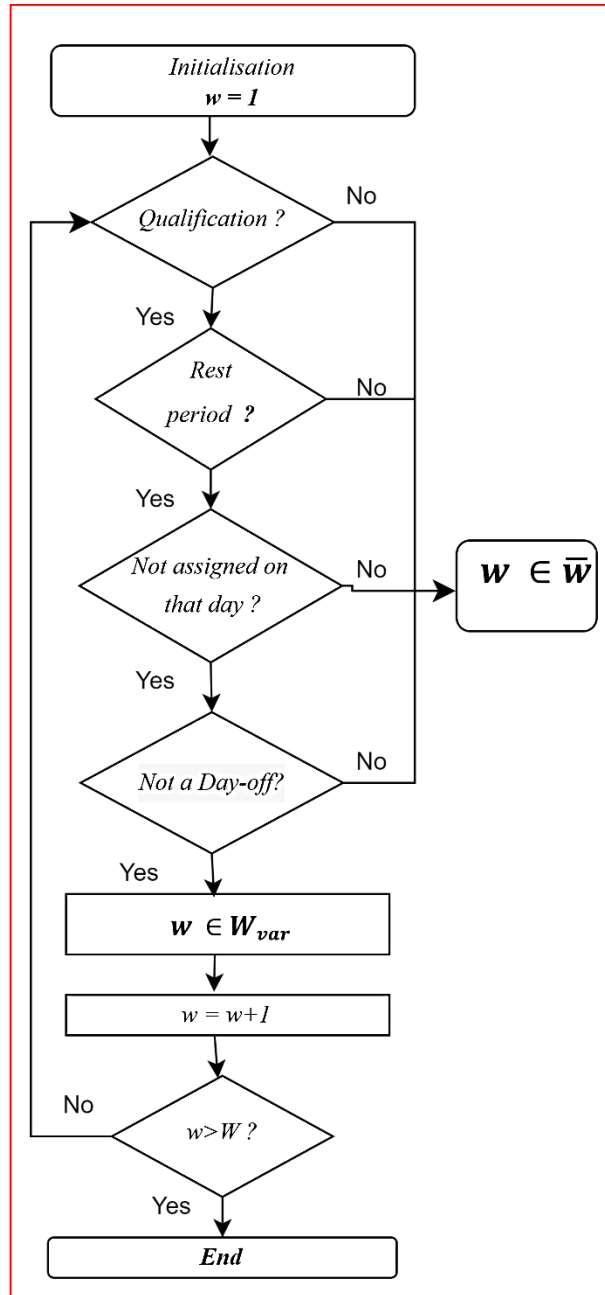 Initialisation
w = 1
Qualification ?
No
Yes
Rest
period ?
No
Yes
Not assigned on
that day ?
No
w ∈ w̅
Yes
Not a Day-off?
No
Yes
w ∈ Wvar
w = w+1
w>W ?
No
Yes
End